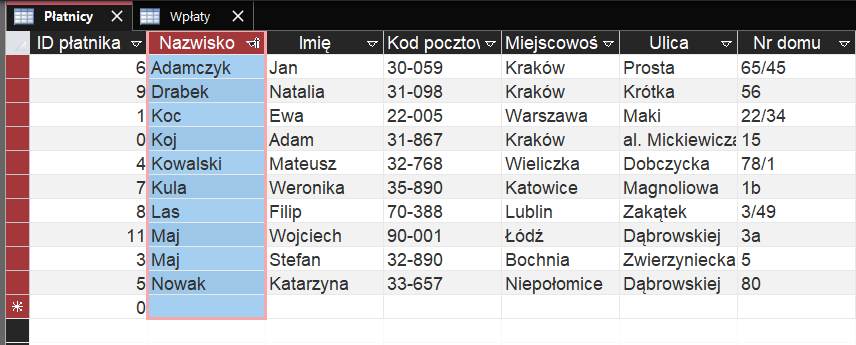 Płatnicy Wpłaty
ID płatnika Nazwisko Imię Kod pocztow Miejscowoś Ulica Nr domu
6 Adamczyk Jan 30-059 Kraków Prosta 65/45
9 Drabek Natalia 31-098 Kraków Krótka 56
1 Koc Ewa 22-005 Warszawa Maki 22/34
0 Koj Adam 31-867 Kraków al. Mickiewicza 15
4 Kowalski Mateusz 32-768 Wieliczka Dobczycka 78/1
7 Kula Weronika 35-890 Katowice Magnoliowa 1b
8 Las Filip 70-388 Lublin Zakątek 3/49
11 Maj Wojciech 90-001 Łódź Dąbrowskiej 3a
3 Maj Stefan 32-890 Bochnia Zwierzyniecka 5
5 Nowak Katarzyna 33-657 Niepołomice Dąbrowskiej 80
0